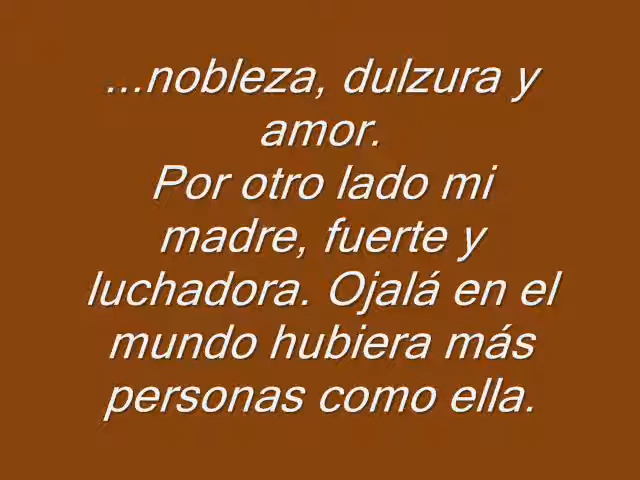 ...nobleza, dulzura y
amor.
Por otro lado mi
madre, fuerte y
luchadora. Ojalá en el
mundo hubiera más
personas como ella.